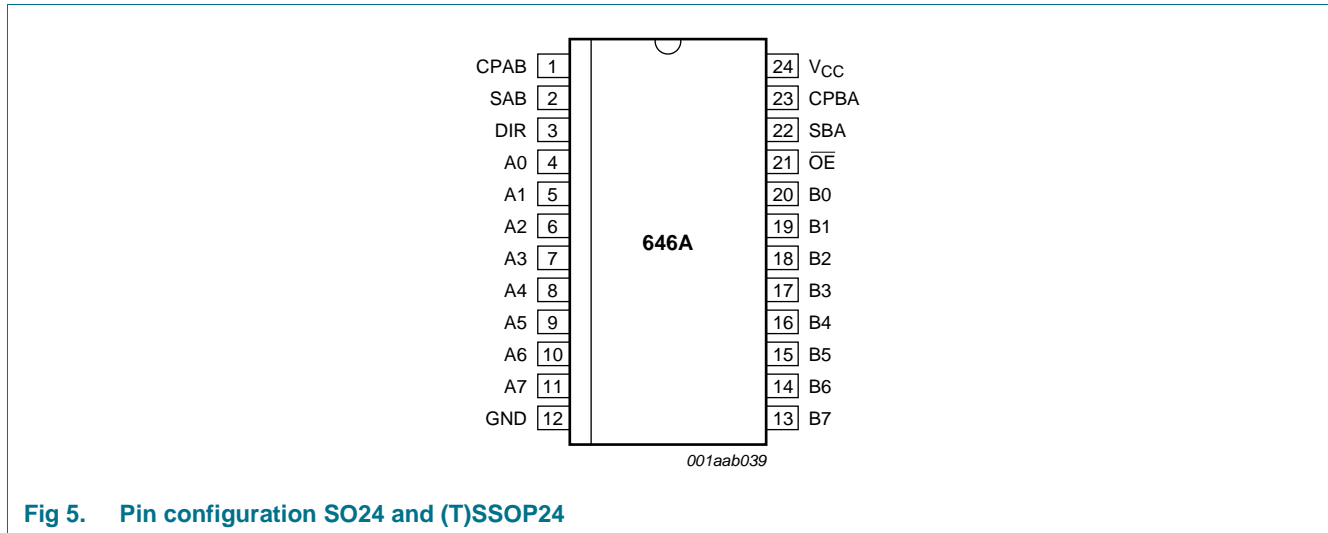 CPAB 1 24 VCC
SAB 2 23 CPBA
DIR 3 22 SBA
A0 4 21 O̅E̅
A1 5 20 B0
A2 6 19 B1
646A
A3 7 18 B2
A4 8 17 B3
A5 9 16 B4
A6 10 15 B5
A7 11 14 B6
GND 12 13 B7
001aab039
Fig 5. Pin configuration SO24 and (T)SSOP24